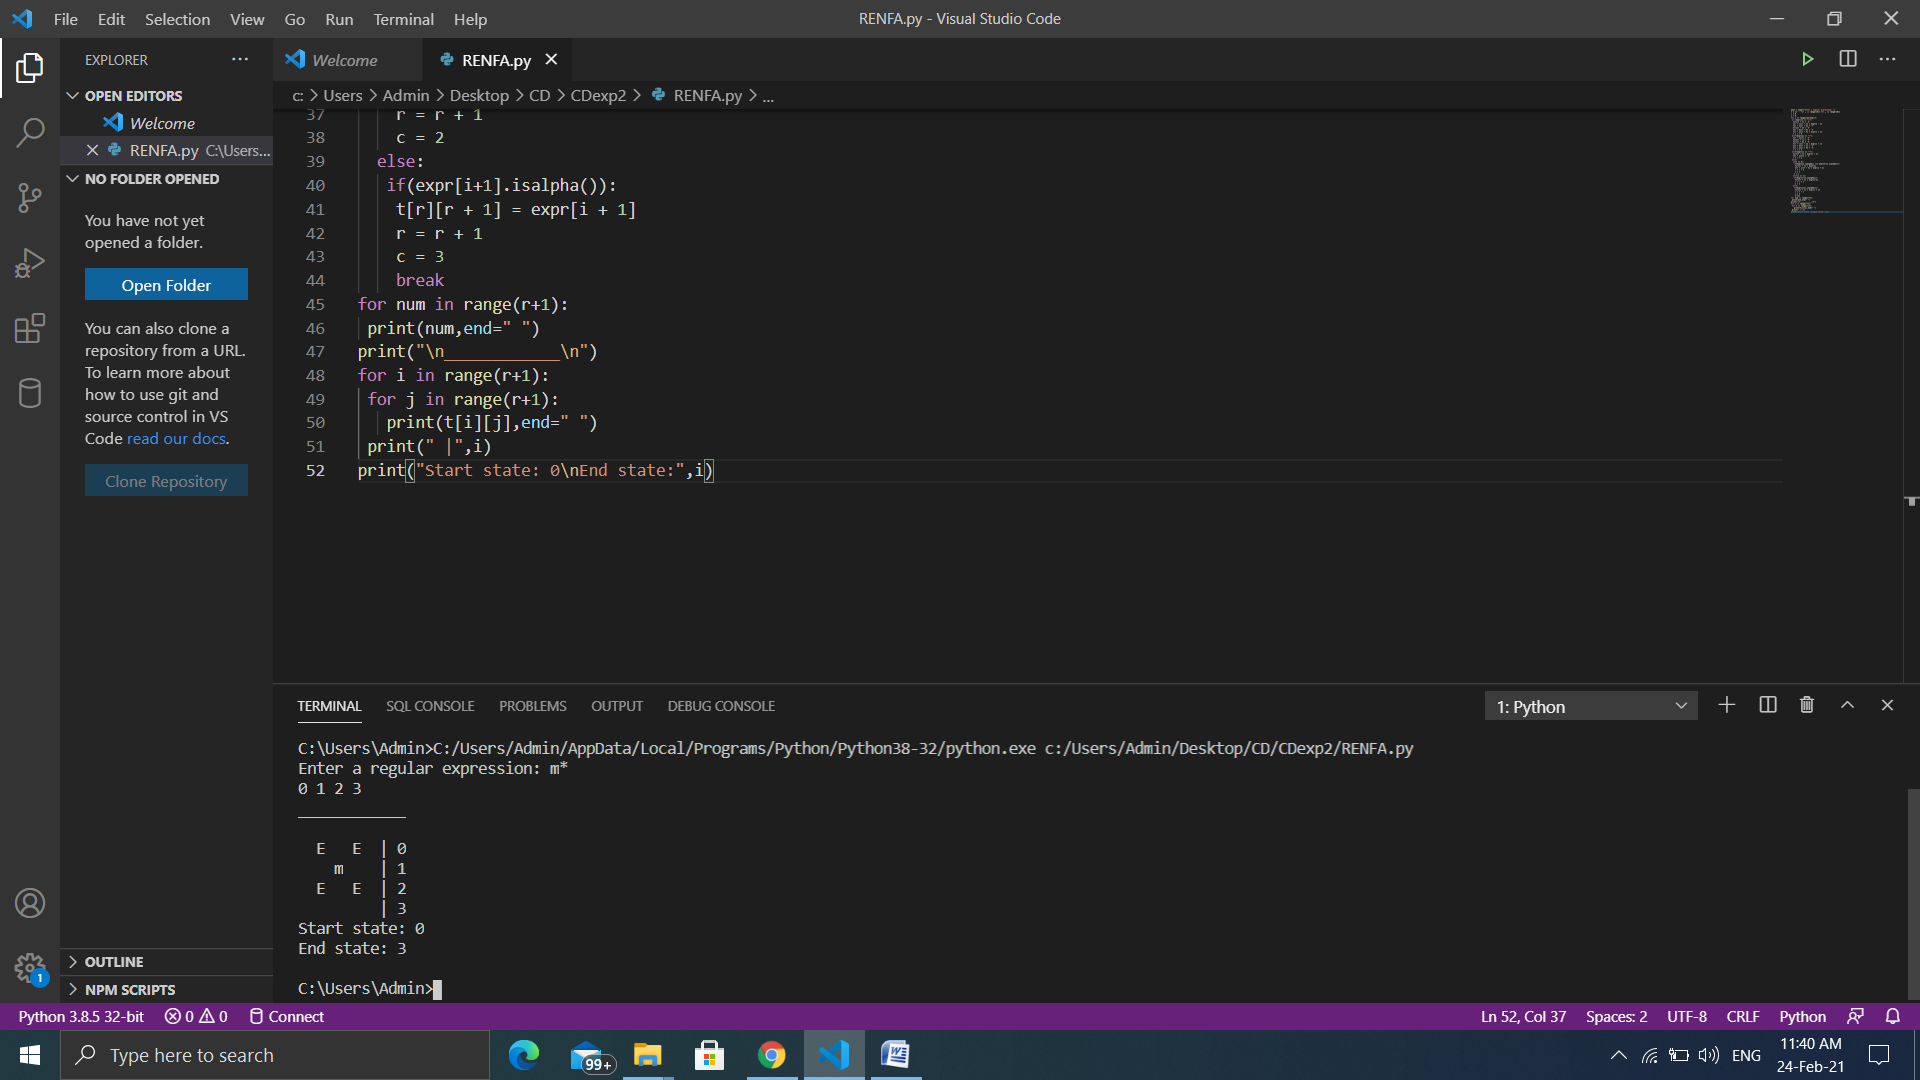 File Edit Selection View Go Run Terminal Help
RENFA.py - Visual Studio Code
EXPLORER
Welcome
RENFA.py
c: > Users > Admin > Desktop > CD > CDexp2 > RENFA.py > ...
OPEN EDITORS
Welcome
RENFA.py C:\Users...
NO FOLDER OPENED
You have not yet
opened a folder.
Open Folder
You can also clone a
repository from a URL.
To learn more about
how to use git and
source control in VS
Code read our docs.
Clone Repository
OUTLINE
NPM SCRIPTS
37 r = r + 1
38 c = 2
39 else:
40 if(expr[i+1].isalpha()):
41 t[r][r + 1] = expr[i + 1]
42 r = r + 1
43 c = 3
44 break
45 for num in range(r+1):
46 print(num,end=" ")
47 print("\n____________\n")
48 for i in range(r+1):
49 for j in range(r+1):
50 print(t[i][j],end=" ")
51 print(" |",i)
52 print("Start state: 0\nEnd state:",i)
TERMINAL SQL CONSOLE PROBLEMS OUTPUT DEBUG CONSOLE
1: Python
C:\Users\Admin>C:/Users/Admin/AppData/Local/Programs/Python/Python38-32/python.exe c:/Users/Admin/Desktop/CD/CDexp2/RENFA.py
Enter a regular expression: m*
0 1 2 3
____________
E E | 0
m | 1
E E | 2
| 3
Start state: 0
End state: 3
C:\Users\Admin>
1
Python 3.8.5 32-bit 0 0 Connect
Ln 52, Col 37 Spaces: 2 UTF-8 CRLF Python
Type here to search
99+
ENG
11:40 AM
24-Feb-21